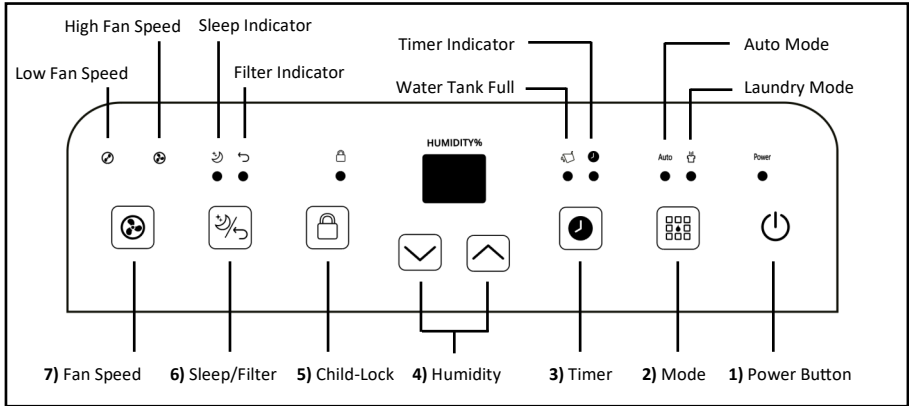 High Fan Speed
Sleep Indicator
Timer Indicator
Auto Mode
Low Fan Speed
Filter Indicator
Water Tank Full
Laundry Mode
HUMIDITY%
Auto
Power
7) Fan Speed
6) Sleep/Filter
5) Child-Lock
4) Humidity
3) Timer
2) Mode
1) Power Button